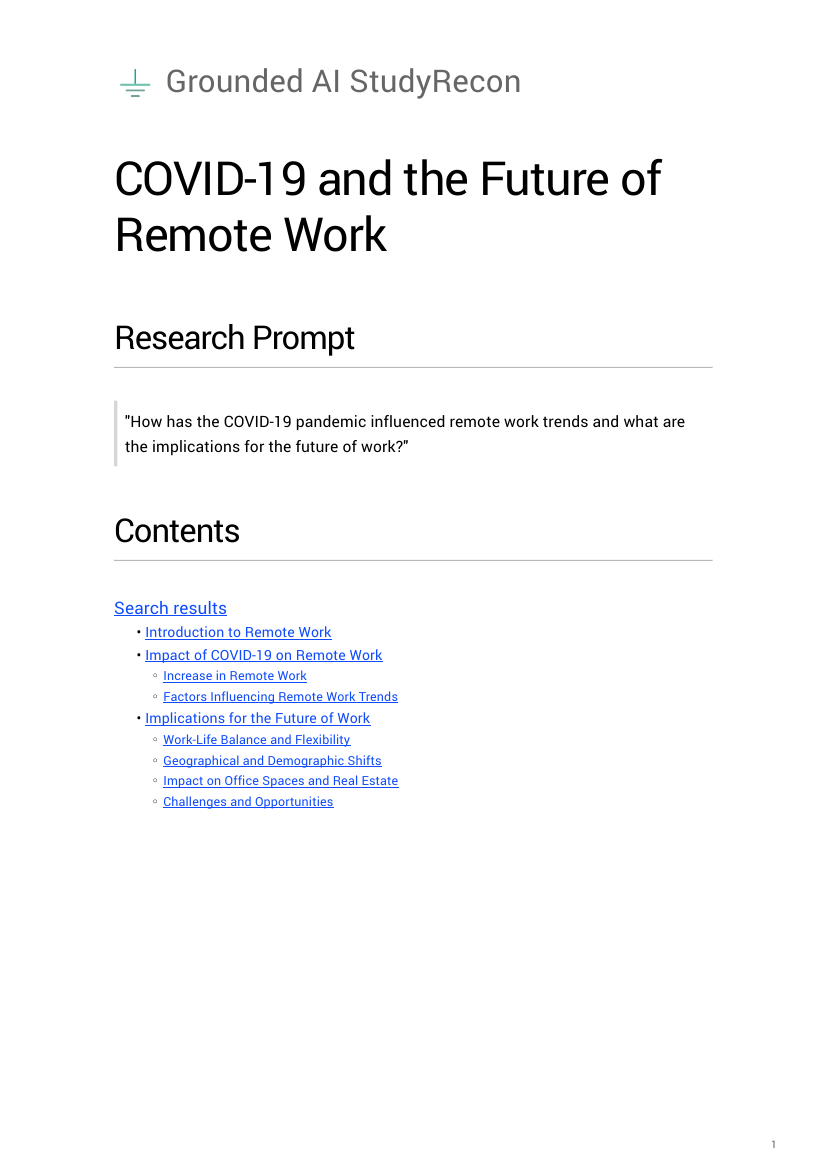 Grounded AI StudyRecon
COVID-19 and the Future of
Remote Work
Research Prompt
"How has the COVID-19 pandemic influenced remote work trends and what are
the implications for the future of work?"
Contents
Search results
• Introduction to Remote Work
• Impact of COVID-19 on Remote Work
◦ Increase in Remote Work
◦ Factors Influencing Remote Work Trends
• Implications for the Future of Work
◦ Work-Life Balance and Flexibility
◦ Geographical and Demographic Shifts
◦ Impact on Office Spaces and Real Estate
◦ Challenges and Opportunities
1